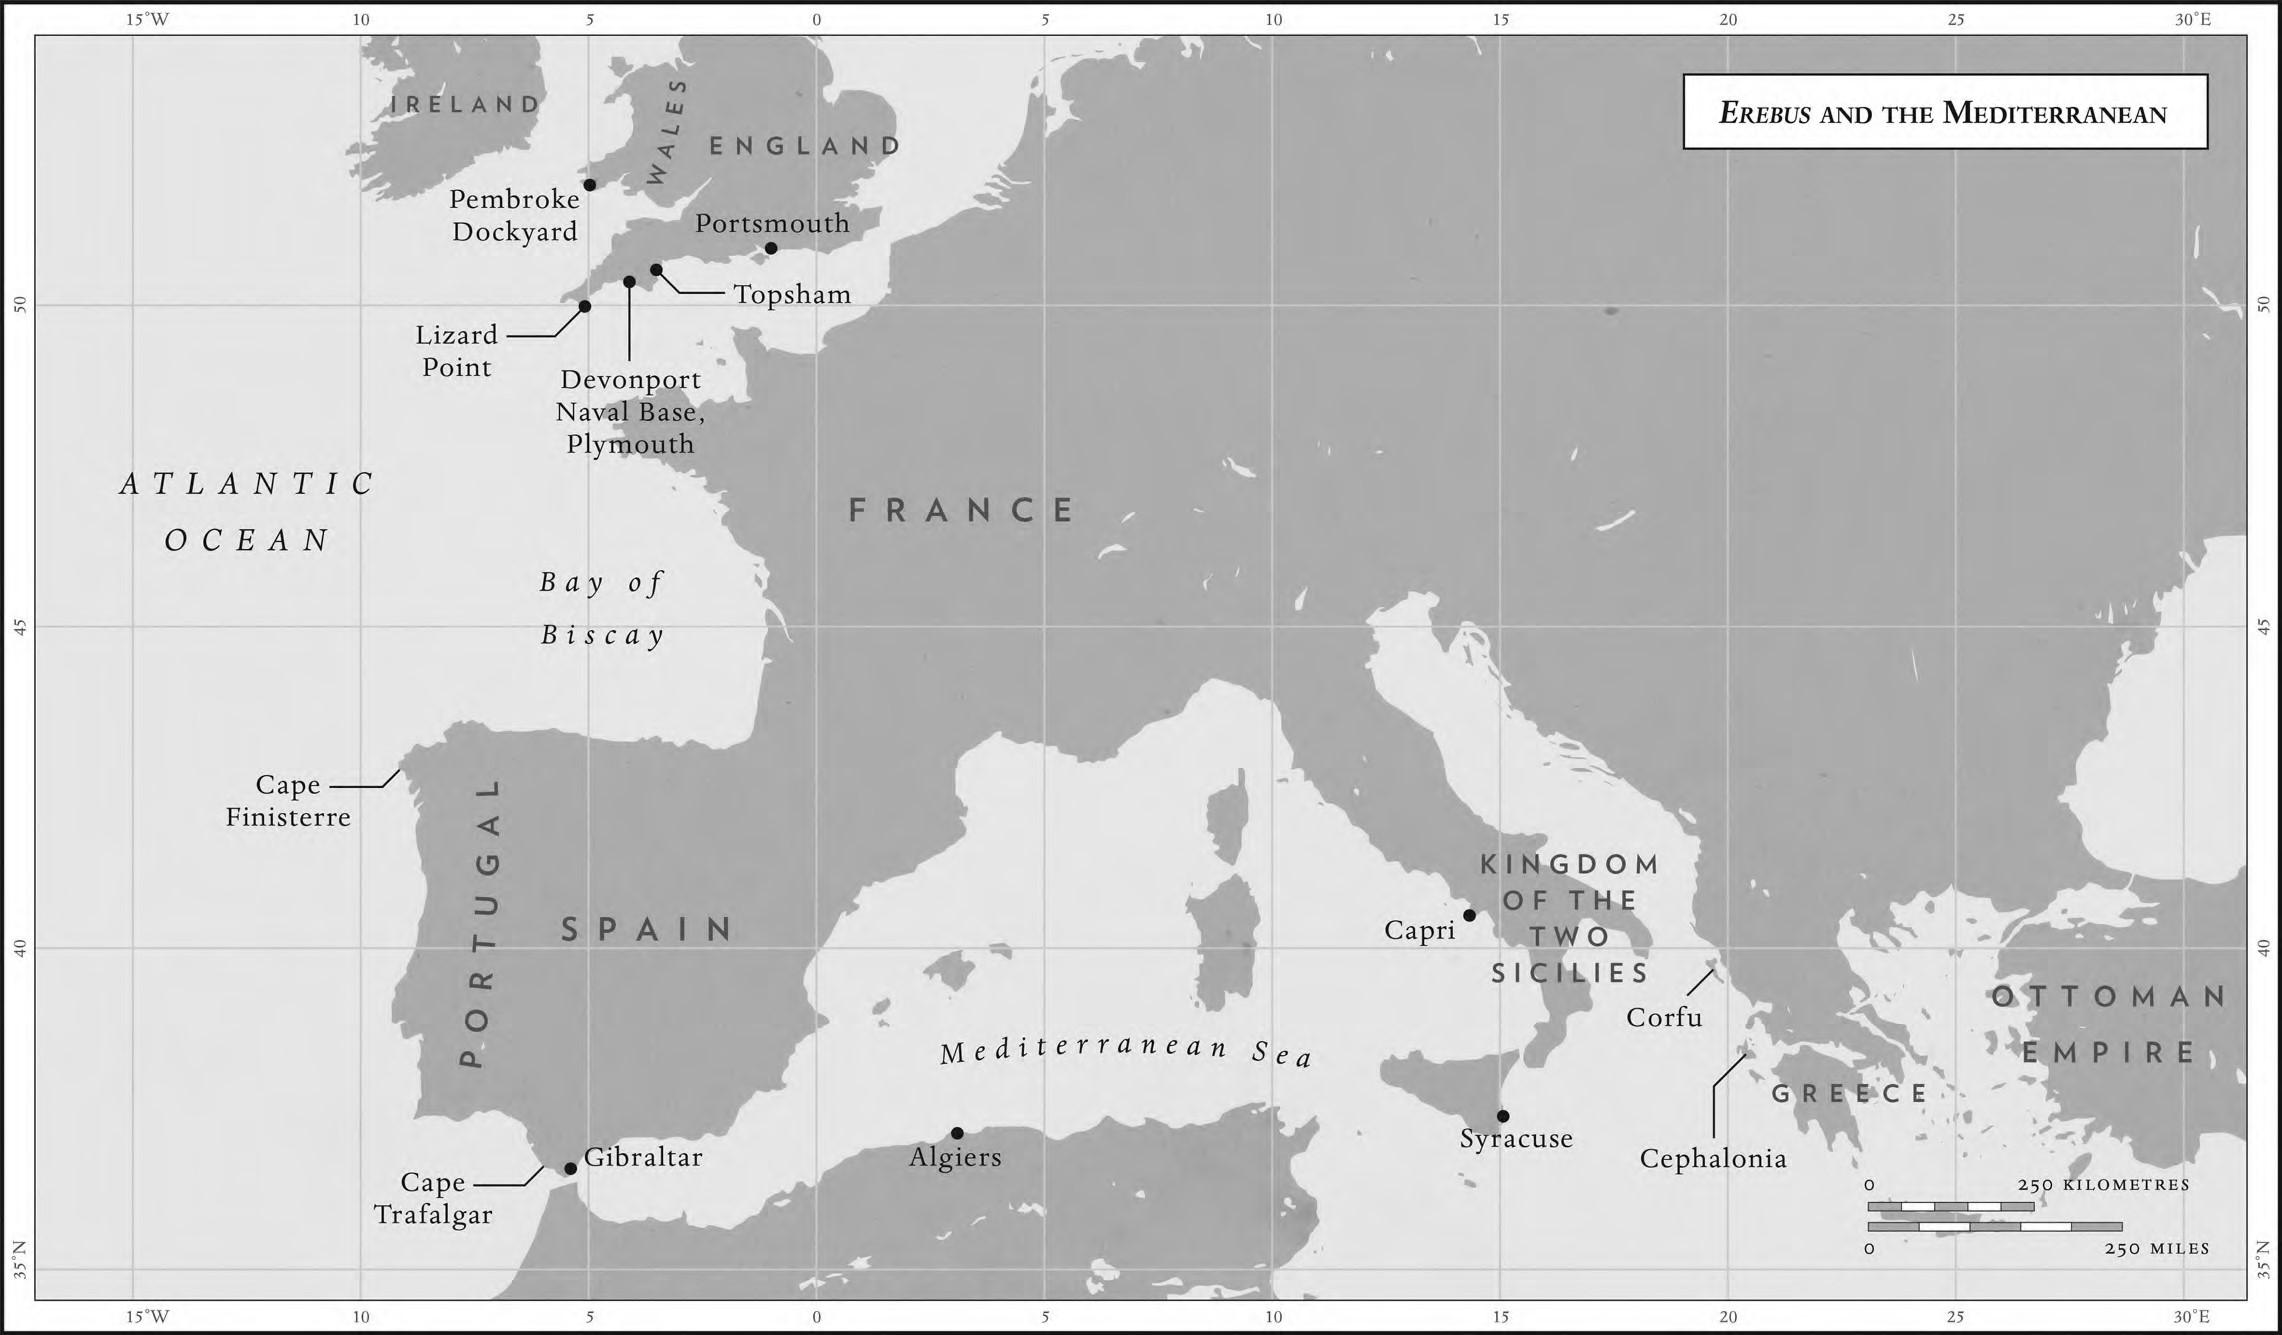 15°W 10 5 0 5 10 15 20 25 30°E
EREBUS AND THE MEDITERRANEAN
IRELAND
WALES
ENGLAND
Pembroke
Dockyard
Portsmouth
Topsham
50 50
Lizard
Point
Devonport
Naval Base,
Plymouth
ATLANTIC
OCEAN
FRANCE
Bay of
Biscay
45 45
Cape
Finisterre
PORTUGAL
SPAIN
KINGDOM
OF THE
TWO
SICILIES
Capri
40 40
Corfu
OTTOMAN
EMPIRE
Mediterranean Sea
GREECE
Syracuse
Cephalonia
Algiers
Gibraltar
Cape
Trafalgar
0 250 KILOMETRES
0 250 MILES
35°N 35°N
15°W 10 5 0 5 10 15 20 25 30°E